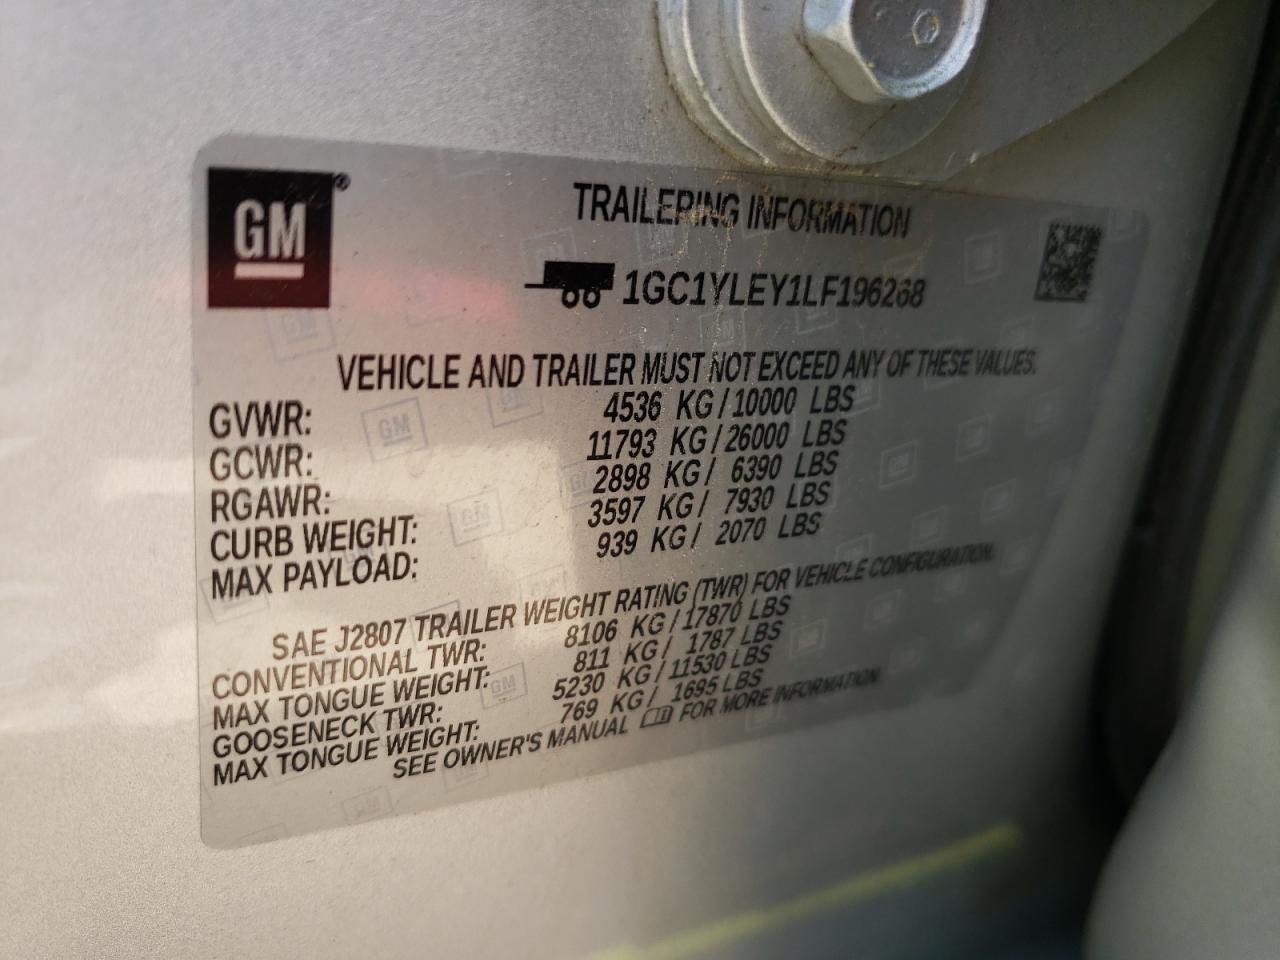 GM ®
TRAILERING INFORMATION
1GC1YLEY1LF196268
VEHICLE AND TRAILER MUST NOT EXCEED ANY OF THESE VALUES.
GVWR: 4536 KG/10000 LBS
GCWR: 11793 KG/26000 LBS
RGAWR: 2898 KG/ 6390 LBS
CURB WEIGHT: 3597 KG/ 7930 LBS
MAX PAYLOAD: 939 KG/ 2070 LBS
SAE J2807 TRAILER WEIGHT RATING (TWR) FOR VEHICLE CONFIGURATION.
CONVENTIONAL TWR: 8106 KG/17870 LBS
MAX TONGUE WEIGHT: 811 KG/ 1787 LBS
GOOSENECK TWR: 5230 KG/11530 LBS
MAX TONGUE WEIGHT: 769 KG/ 1695 LBS
SEE OWNER'S MANUAL FOR MORE INFORMATION